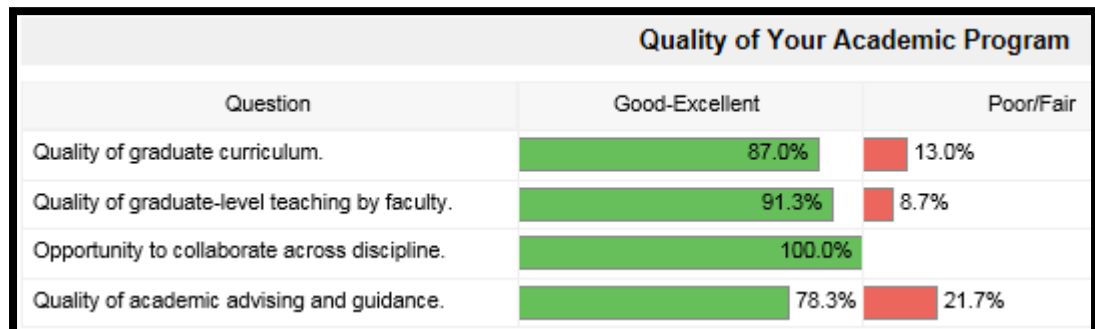 Quality of Your Academic Program
Question Good-Excellent Poor/Fair
Quality of graduate curriculum. 87.0% 13.0%
Quality of graduate-level teaching by faculty. 91.3% 8.7%
Opportunity to collaborate across discipline. 100.0%
Quality of academic advising and guidance. 78.3% 21.7%